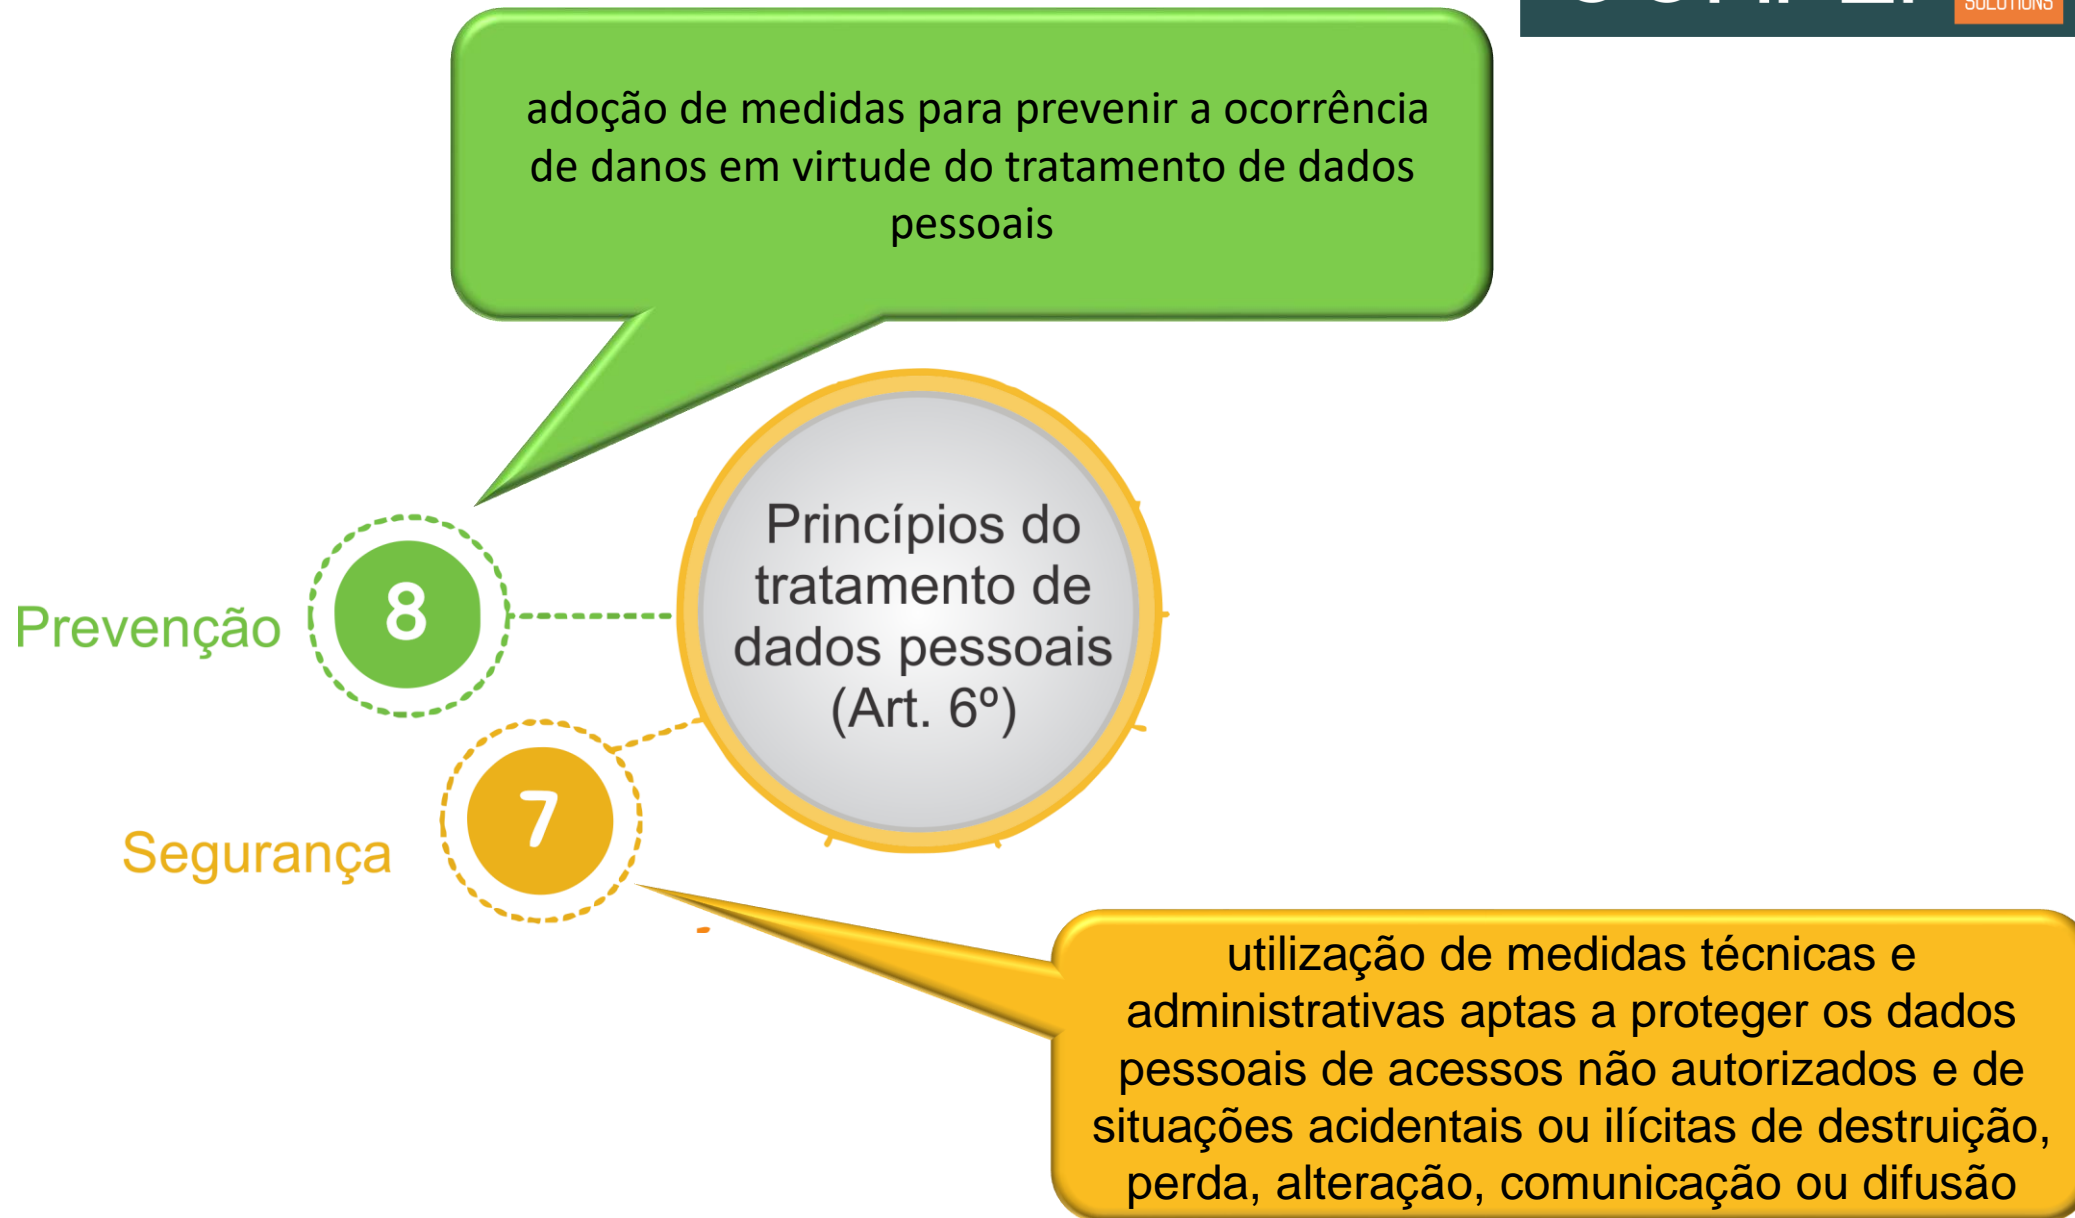 SOLUTIONS
adoção de medidas para prevenir a ocorrência
de danos em virtude do tratamento de dados
pessoais
Princípios do
tratamento de
dados pessoais
(Art. 6º)
8
Prevenção
7
Segurança
utilização de medidas técnicas e
administrativas aptas a proteger os dados
pessoais de acessos não autorizados e de
situações acidentais ou ilícitas de destruição,
perda, alteração, comunicação ou difusão